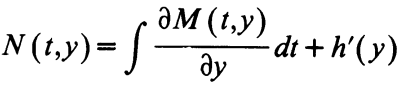 N(t,y) = ∫ ∂M(t,y)/∂y dt + h′(y)